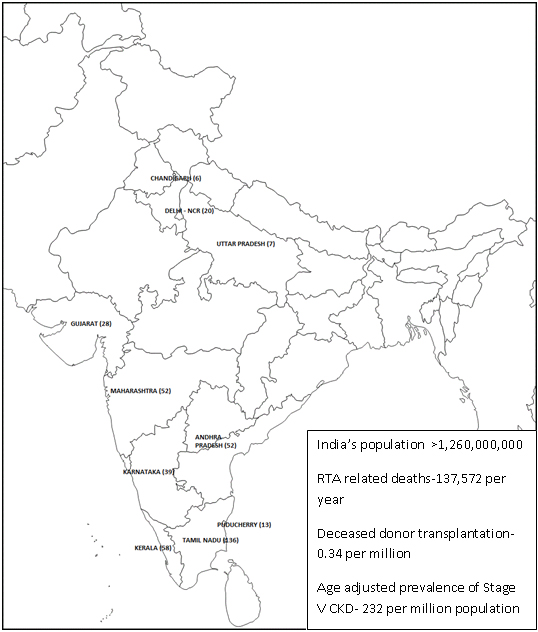 CHANDIGARH (6)
DELHI - NCR (20)
UTTAR PRADESH (7)
GUJARAT (28)
MAHARASHTRA (52)
ANDHRA
PRADESH (52)
KARNATAKA (39)
PUDUCHERRY (13)
TAMIL NADU (136)
KERALA (58)
India's population >1,260,000,000
RTA related deaths-137,572 per
year
Deceased donor transplantation-
0.34 per million
Age adjusted prevalence of Stage
V CKD- 232 per million population